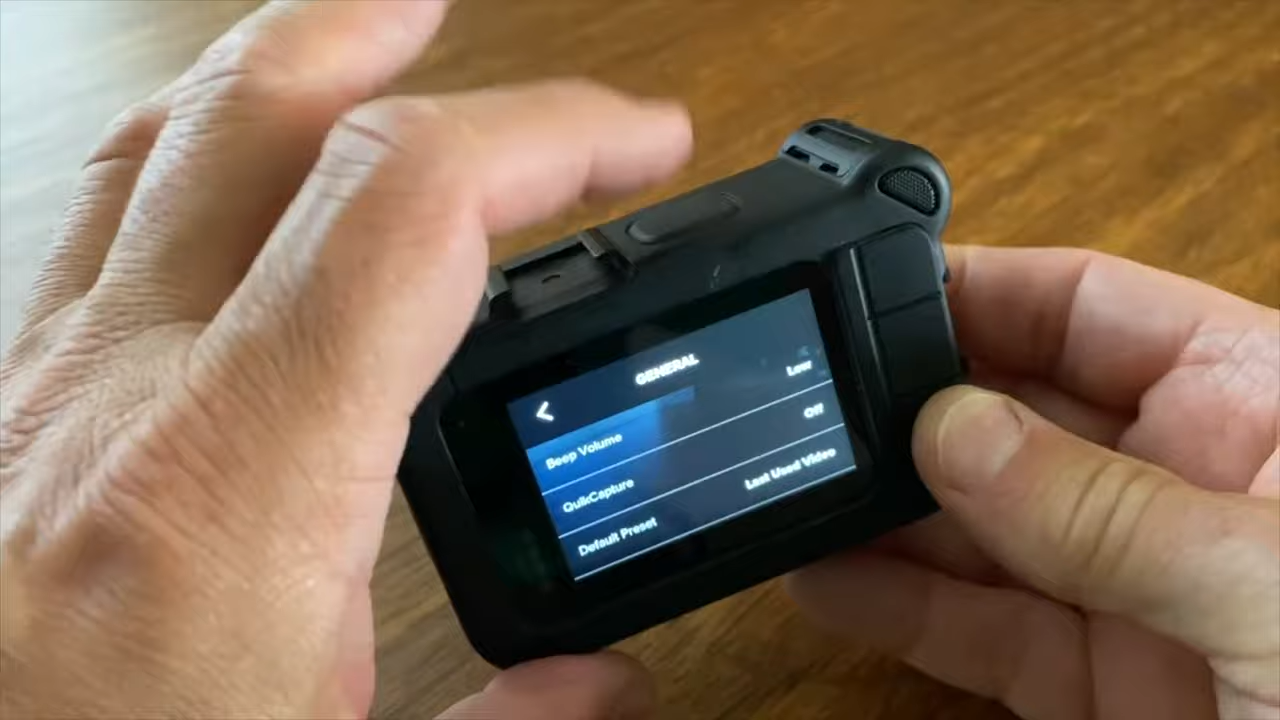 GENERAL
Beep Volume Low
QuikCapture Off
Default Preset Last Used Video